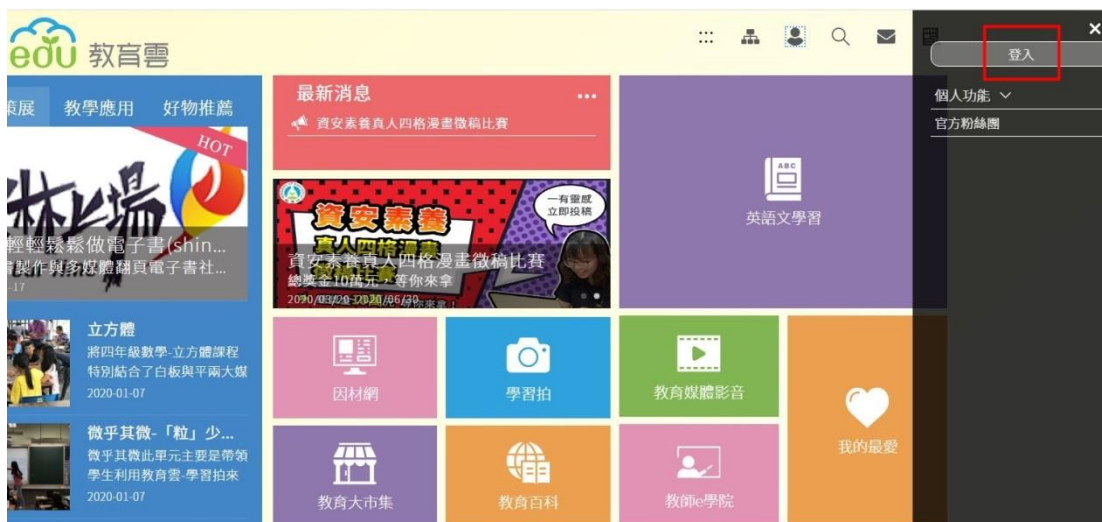 edu 教育雲
登入
個人功能
官方粉絲團
策展 教學應用 好物推薦
HOT
輕輕鬆鬆做電子書(shin...
書製作與多媒體翻頁電子書社...
-17
立方體
將四年級數學-立方體課程
特別結合了白板與平兩大媒
2020-01-07
微乎其微-「粒」少...
微乎其微此單元主要是帶領
學生利用教育雲-學習拍來
2020-01-07
最新消息
資安素養真人四格漫畫徵稿比賽
資安素養
真人四格漫畫
徵稿比賽
一有靈感
立即投稿
資安素養真人四格漫畫徵稿比賽
總獎金10萬元，等你來拿
2020/03/20-2020/06/30
ABC
英語文學習
因材網
學習拍
教育媒體影音
我的最愛
教育大市集
教育百科
教師e學院